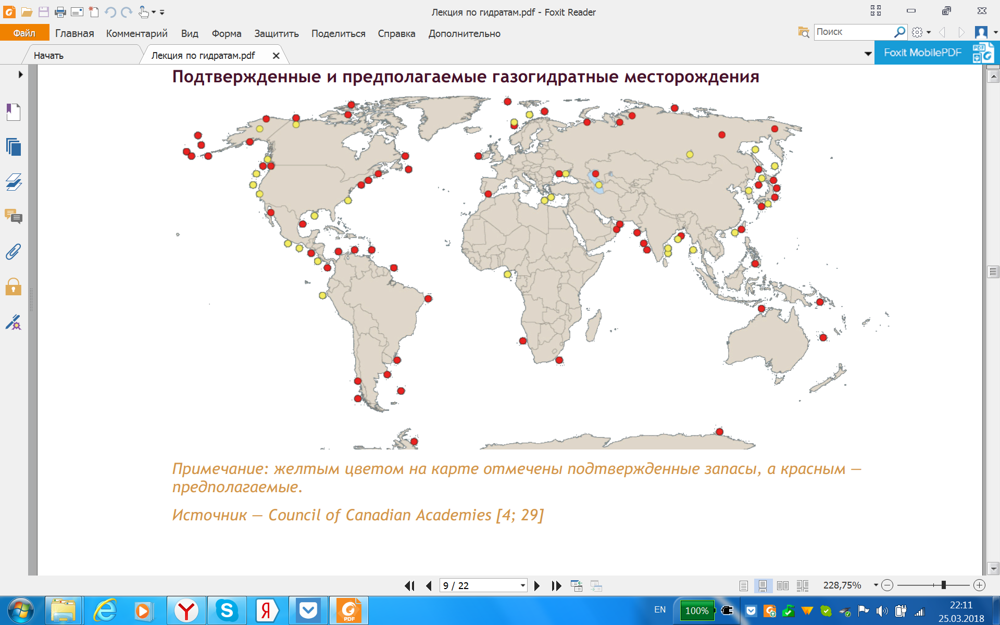 Лекция по гидратам.pdf - Foxit Reader
Файл Главная Комментарий Вид Форма Защитить Поделиться Справка Дополнительно Поиск
Начать Лекция по гидратам.pdf Foxit MobilePDF PDF
Подтвержденные и предполагаемые газогидратные месторождения
Примечание: желтым цветом на карте отмечены подтвержденные запасы, а красным —
предполагаемые.
Источник — Council of Canadian Academies [4; 29]
9 / 22 228,75%
EN 100% 22:11
25.03.2018
PDF